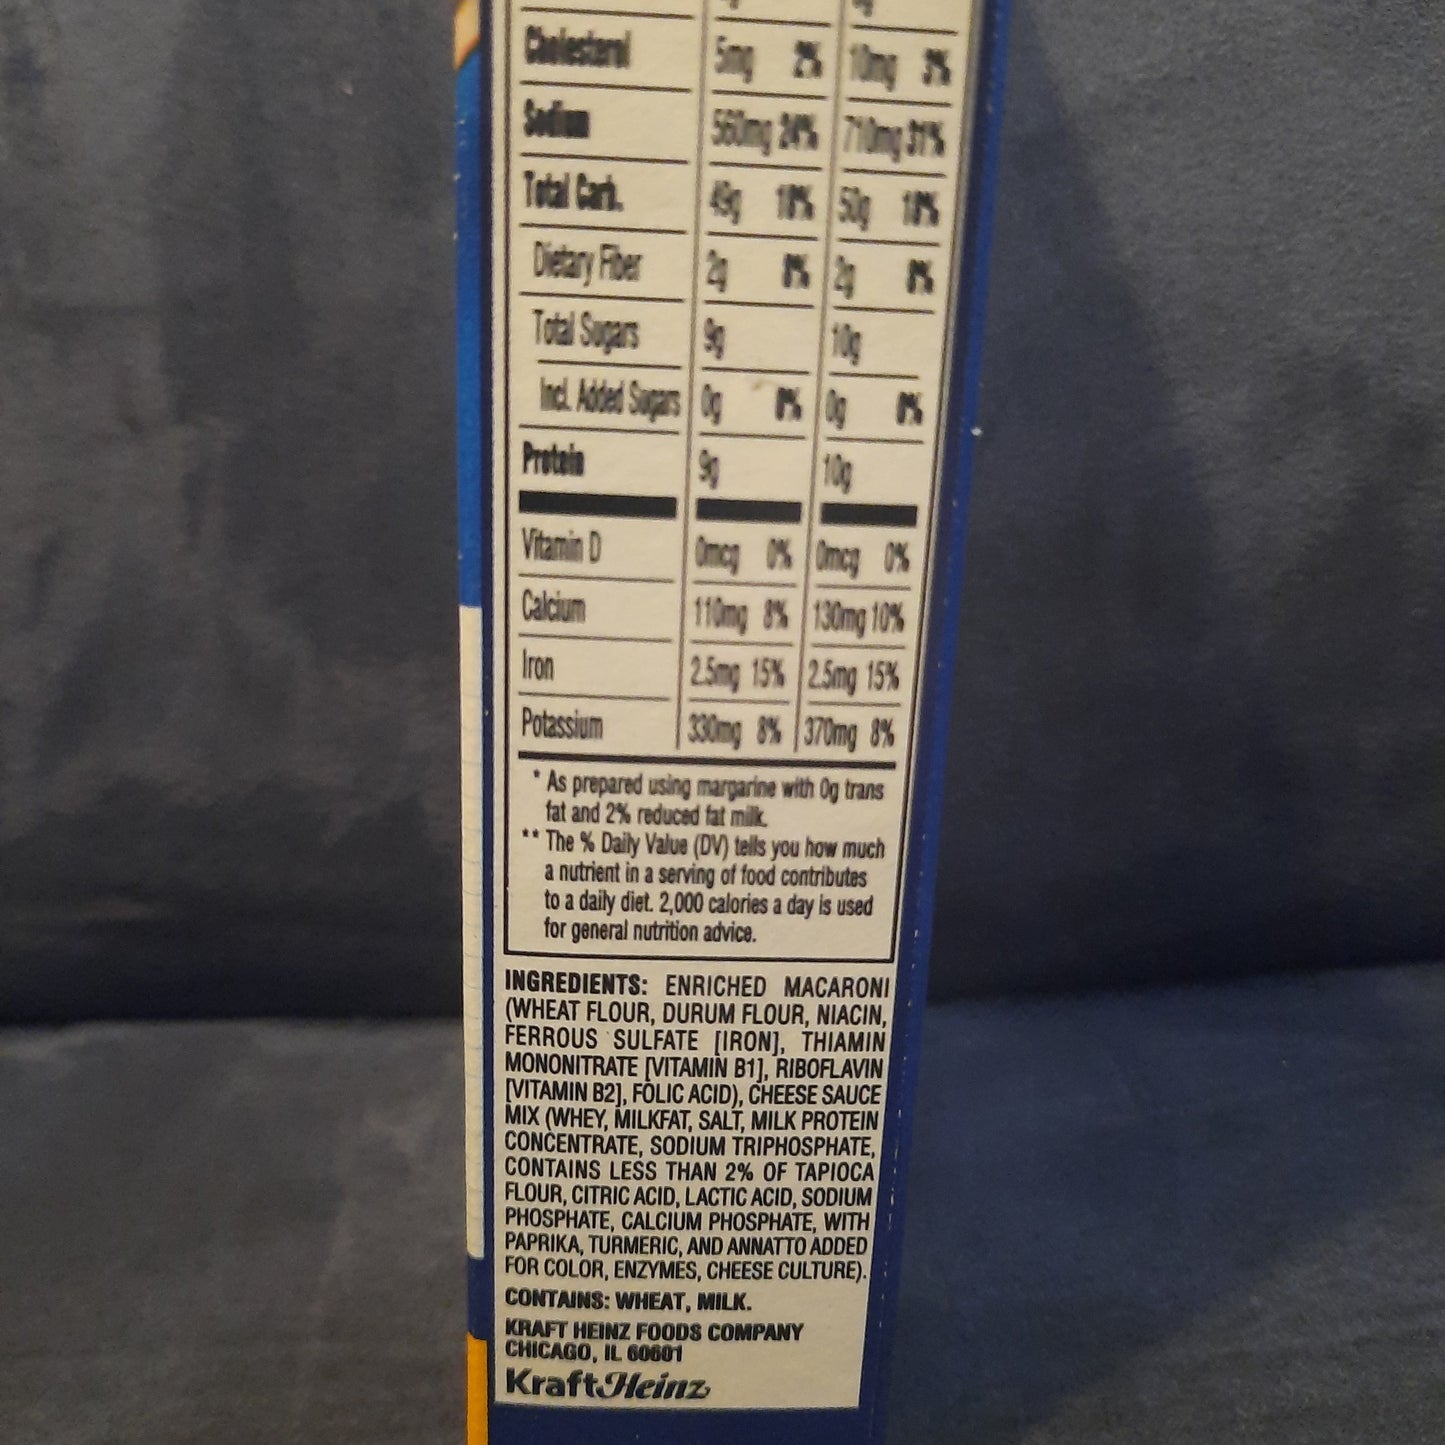 Cholesterol 5mg 2% 10mg 3%
Sodium 560mg 24% 710mg 31%
Total Carb. 49g 18% 50g 18%
Dietary Fiber 2g 8% 2g 8%
Total Sugars 9g 10g
Incl. Added Sugars 0g 0% 0g 0%
Protein 9g 10g
Vitamin D 0mcg 0% 0mcg 0%
Calcium 110mg 8% 130mg 10%
Iron 2.5mg 15% 2.5mg 15%
Potassium 330mg 8% 370mg 8%
* As prepared using margarine with 0g trans
fat and 2% reduced fat milk.
** The % Daily Value (DV) tells you how much
a nutrient in a serving of food contributes
to a daily diet. 2,000 calories a day is used
for general nutrition advice.
INGREDIENTS: ENRICHED MACARONI
(WHEAT FLOUR, DURUM FLOUR, NIACIN,
FERROUS SULFATE [IRON], THIAMIN
MONONITRATE [VITAMIN B1], RIBOFLAVIN
[VITAMIN B2], FOLIC ACID), CHEESE SAUCE
MIX (WHEY, MILKFAT, SALT, MILK PROTEIN
CONCENTRATE, SODIUM TRIPHOSPHATE,
CONTAINS LESS THAN 2% OF TAPIOCA
FLOUR, CITRIC ACID, LACTIC ACID, SODIUM
PHOSPHATE, CALCIUM PHOSPHATE, WITH
PAPRIKA, TURMERIC, AND ANNATTO ADDED
FOR COLOR, ENZYMES, CHEESE CULTURE).
CONTAINS: WHEAT, MILK.
KRAFT HEINZ FOODS COMPANY
CHICAGO, IL 60601
KraftHeinz